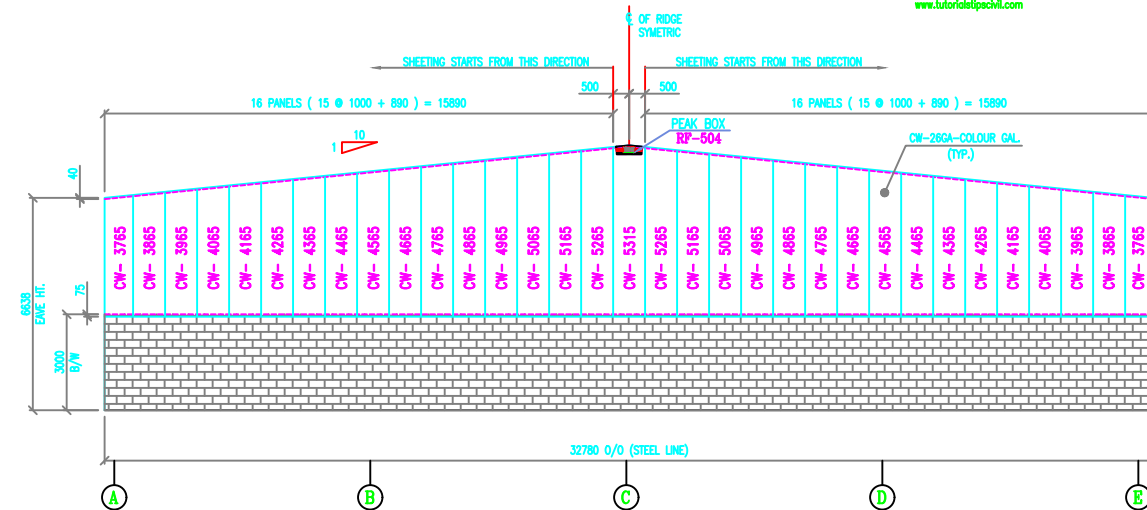 www.tutorialstipscivil.com
℄ OF RIDGE
SYMETRIC
SHEETING STARTS FROM THIS DIRECTION
SHEETING STARTS FROM THIS DIRECTION
500
500
16 PANELS ( 15 @ 1000 + 890 ) = 15890
16 PANELS ( 15 @ 1000 + 890 ) = 15890
PEAK BOX
RF-504
10
1
CW-26GA-COLOUR GAL.
(TYP.)
40
CW- 3765
CW- 3865
CW- 3965
CW- 4065
CW- 4165
CW- 4265
CW- 4365
CW- 4465
CW- 4565
CW- 4665
CW- 4765
CW- 4865
CW- 4965
CW- 5065
CW- 5165
CW- 5265
CW- 5315
CW- 5265
CW- 5165
CW- 5065
CW- 4965
CW- 4865
CW- 4765
CW- 4665
CW- 4565
CW- 4465
CW- 4365
CW- 4265
CW- 4165
CW- 4065
CW- 3965
CW- 3865
CW- 3765
75
6638
EAVE HT.
3000
B/W
32780 O/O (STEEL LINE)
A
B
C
D
E